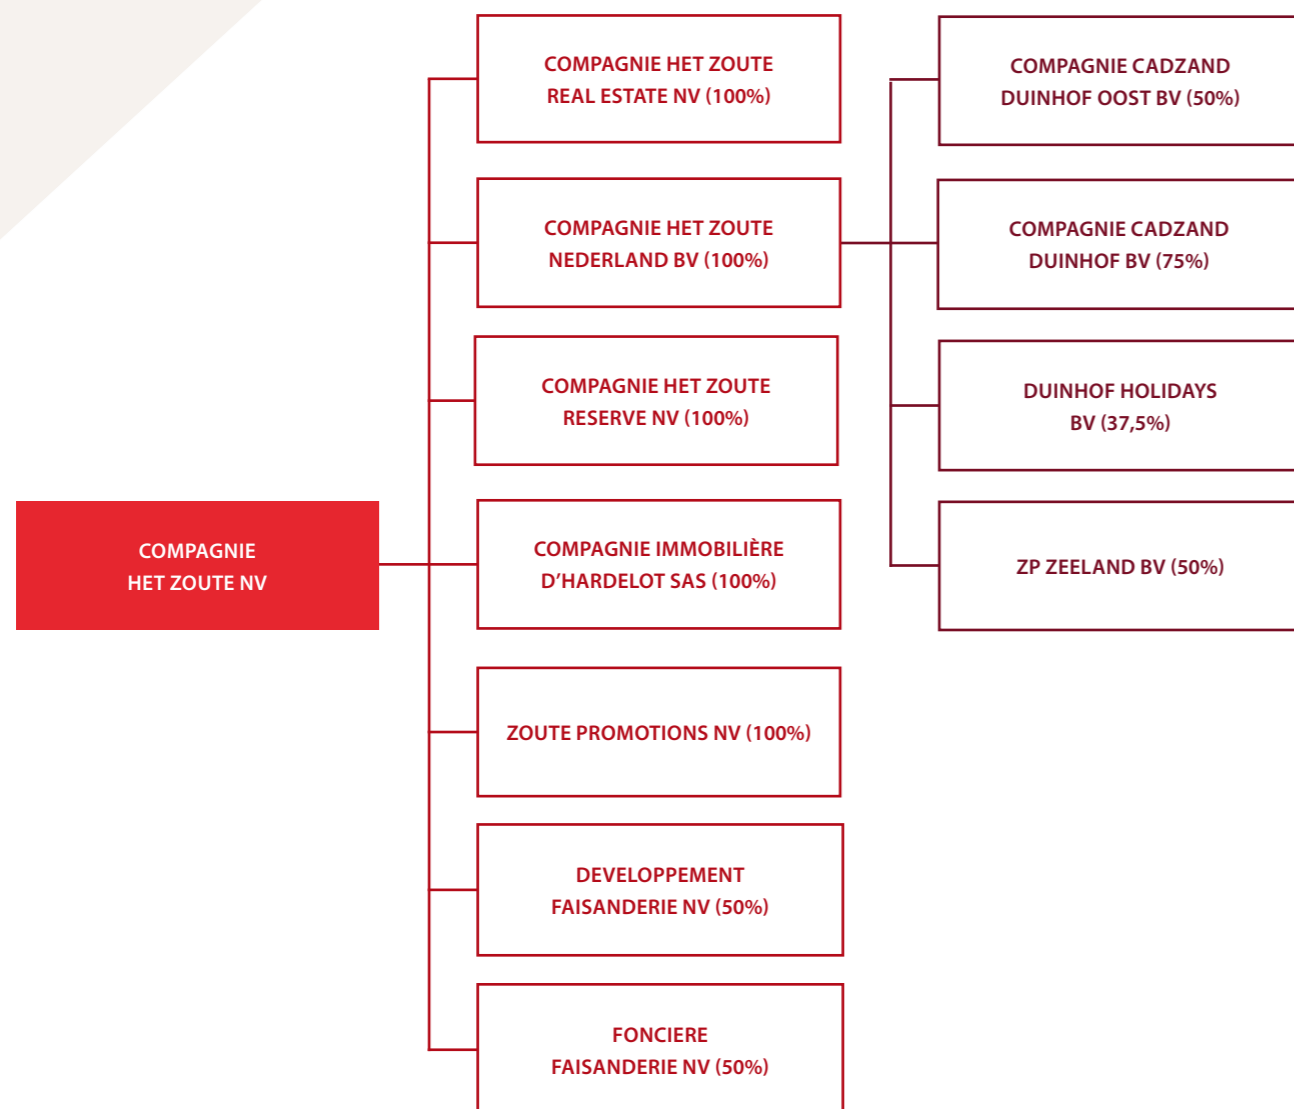 COMPAGNIE
HET ZOUTE NV
COMPAGNIE HET ZOUTE
REAL ESTATE NV (100%)
COMPAGNIE HET ZOUTE
NEDERLAND BV (100%)
COMPAGNIE HET ZOUTE
RESERVE NV (100%)
COMPAGNIE IMMOBILIÈRE
D’HARDELOT SAS (100%)
ZOUTE PROMOTIONS NV (100%)
DEVELOPPEMENT
FAISANDERIE NV (50%)
FONCIERE
FAISANDERIE NV (50%)
COMPAGNIE CADZAND
DUINHOF OOST BV (50%)
COMPAGNIE CADZAND
DUINHOF BV (75%)
DUINHOF HOLIDAYS
BV (37,5%)
ZP ZEELAND BV (50%)